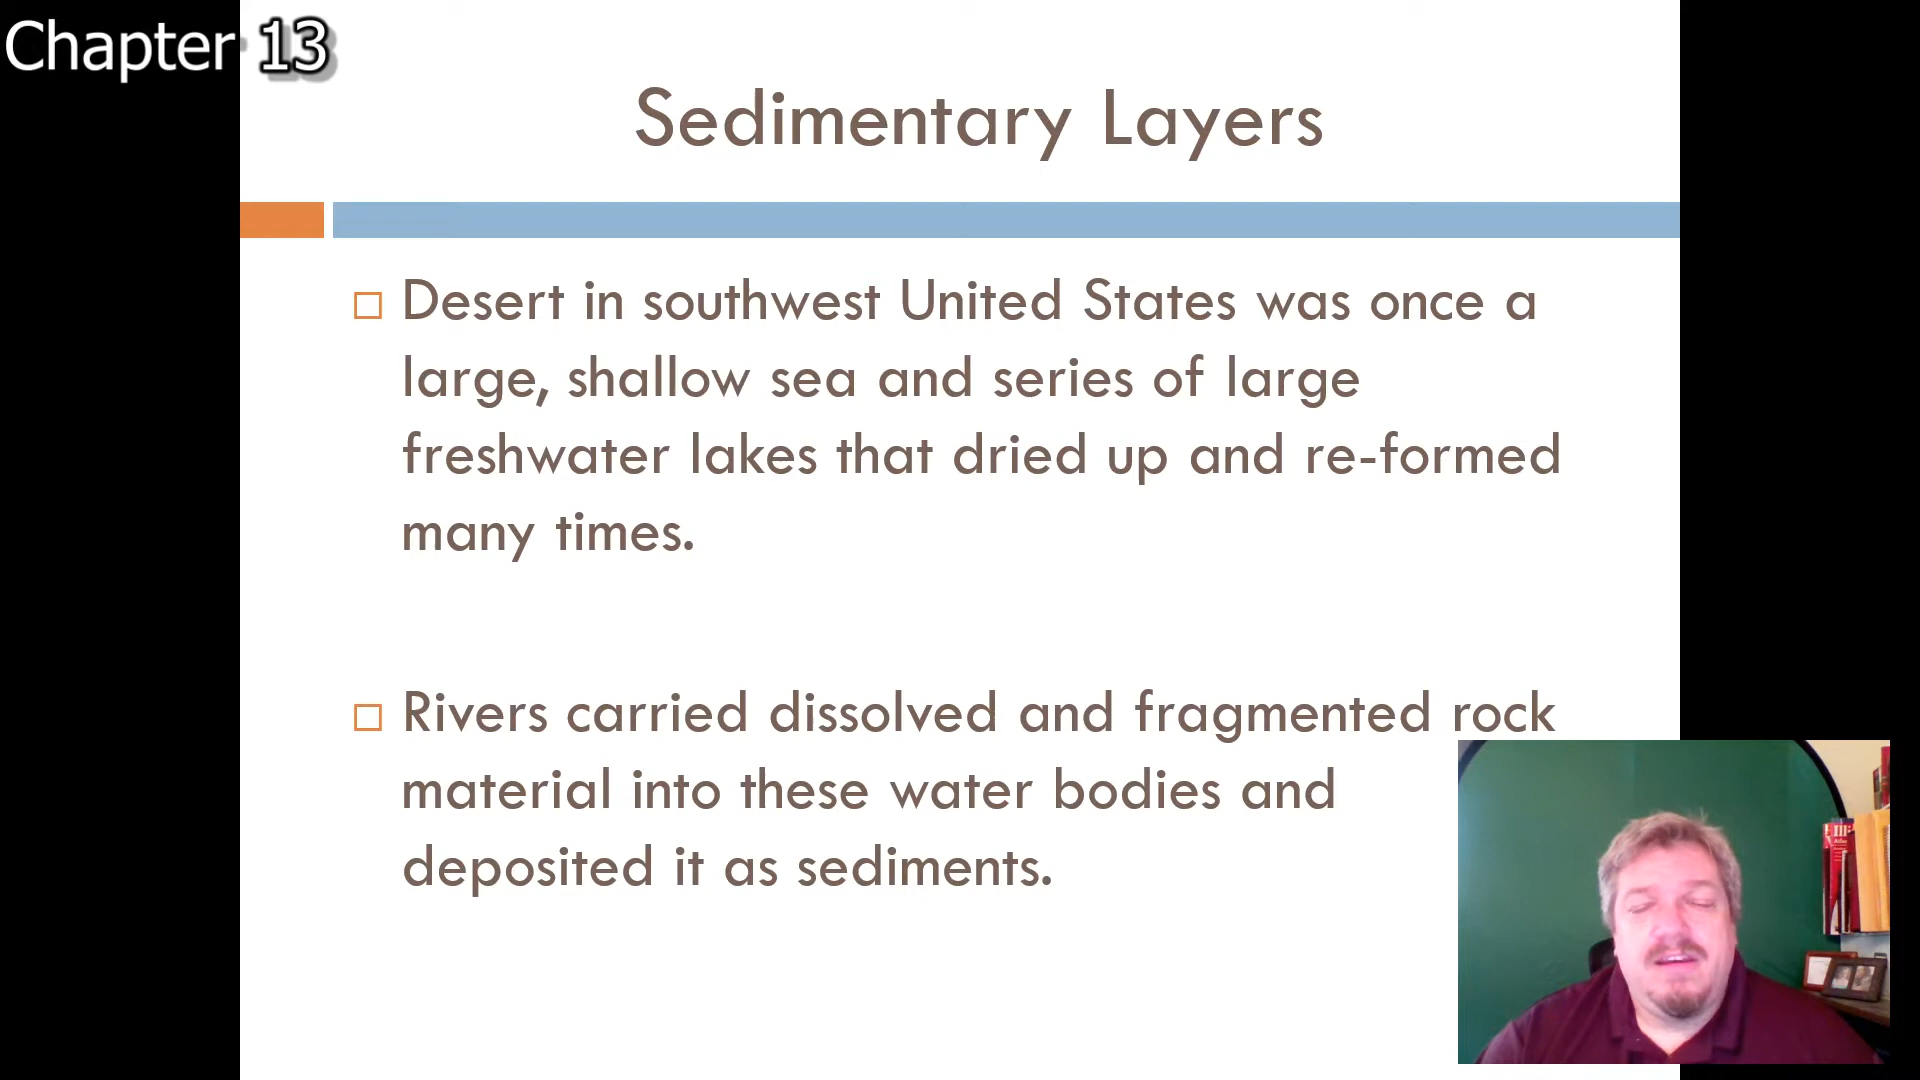 Chapter 13
Sedimentary Layers
Desert in southwest United States was once a
large, shallow sea and series of large
freshwater lakes that dried up and re-formed
many times.
Rivers carried dissolved and fragmented rock
material into these water bodies and
deposited it as sediments.